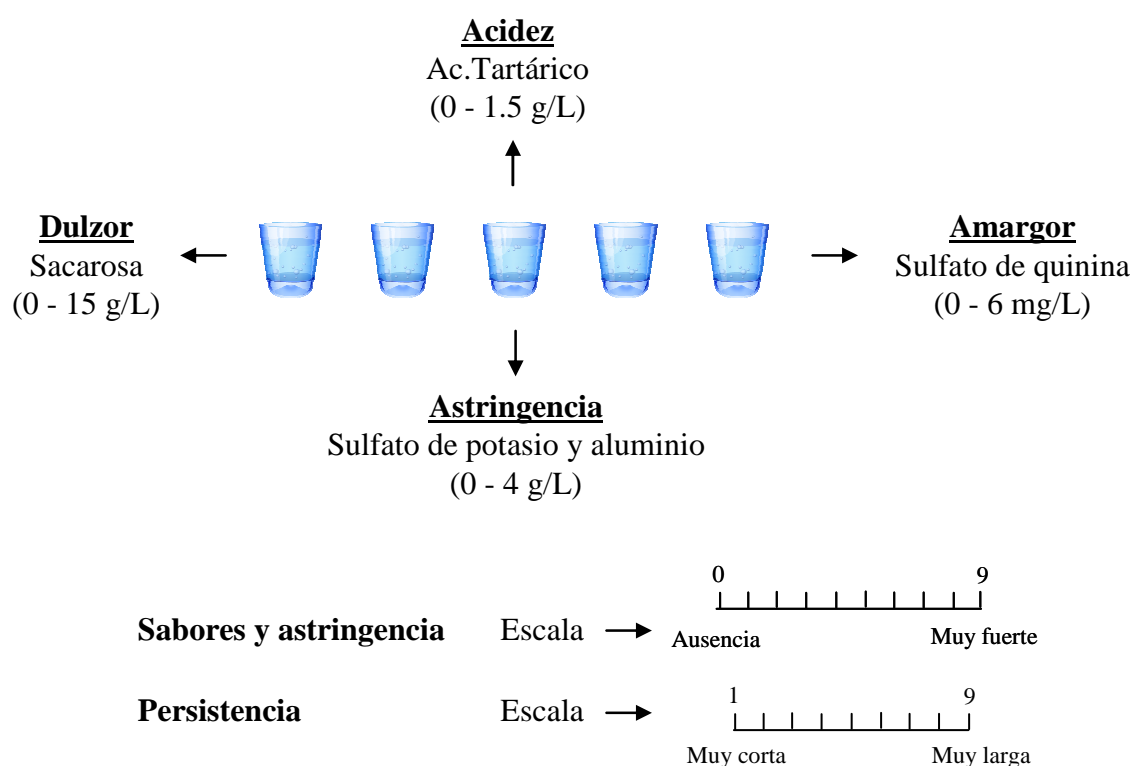 Acidez
Ac.Tartárico
(0 - 1.5 g/L)
Dulzor
Sacarosa
(0 - 15 g/L)
Amargor
Sulfato de quinina
(0 - 6 mg/L)
Astringencia
Sulfato de potasio y aluminio
(0 - 4 g/L)
0 9
Sabores y astringencia Escala
Ausencia Muy fuerte
1 9
Persistencia Escala
Muy corta Muy larga